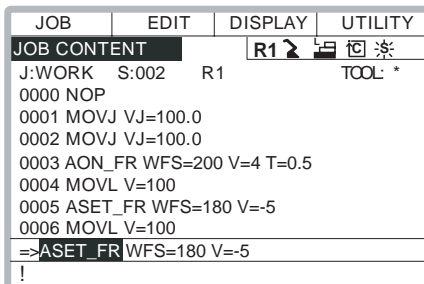 JOB EDIT DISPLAY UTILITY
JOB CONTENT R1 C S
J:WORK S:002 R1 TOOL: *
0000 NOP
0001 MOVJ VJ=100.0
0002 MOVJ VJ=100.0
0003 AON_FR WFS=200 V=4 T=0.5
0004 MOVL V=100
0005 ASET_FR WFS=180 V=-5
0006 MOVL V=100
=>ASET_FR WFS=180 V=-5
!